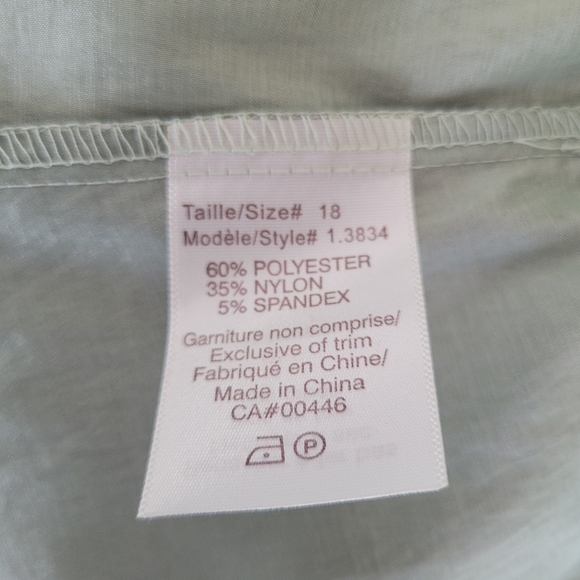 Taille/Size# 18
Modèle/Style# 1.3834
60% POLYESTER
35% NYLON
5% SPANDEX
Garniture non comprise/
Exclusive of trim
Fabriqué en Chine/
Made in China
CA#00446
P